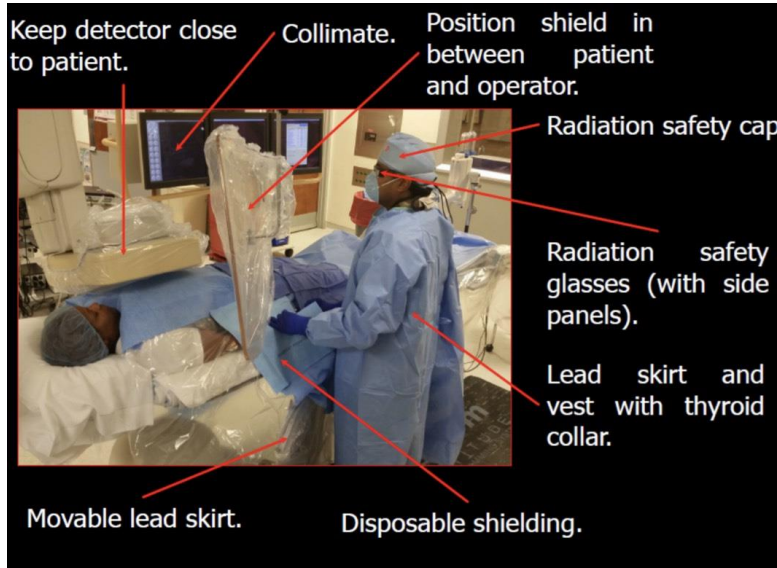 Keep detector close
to patient.
Collimate.
Position shield in
between patient
and operator.
Radiation safety cap
Radiation safety
glasses (with side
panels).
Lead skirt and
vest with thyroid
collar.
Movable lead skirt.
Disposable shielding.